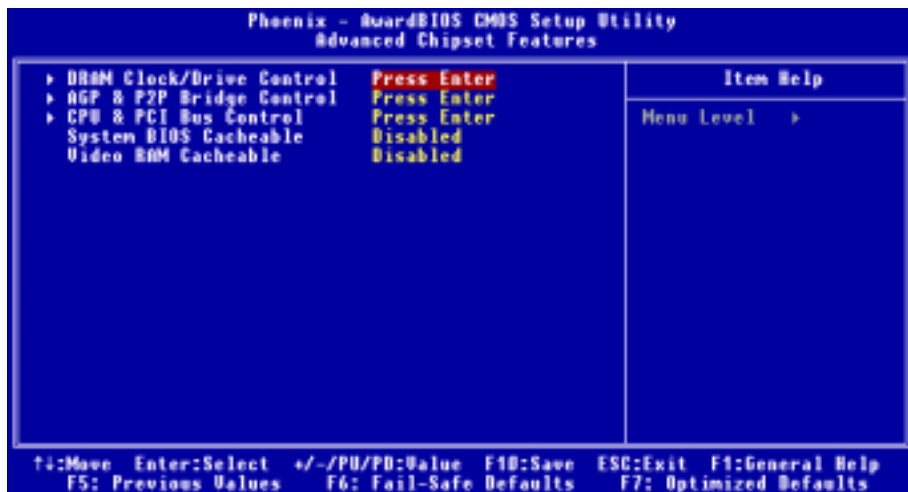 Phoenix - AwardBIOS CMOS Setup Utility
Advanced Chipset Features
▸ DRAM Clock/Drive Control Press Enter
▸ AGP & P2P Bridge Control Press Enter
▸ CPU & PCI Bus Control Press Enter
System BIOS Cacheable Disabled
Video RAM Cacheable Disabled
Item Help
Menu Level ▸
↑↓:Move Enter:Select +/-/PU/PD:Value F10:Save ESC:Exit F1:General Help
F5: Previous Values F6: Fail-Safe Defaults F7: Optimized Defaults